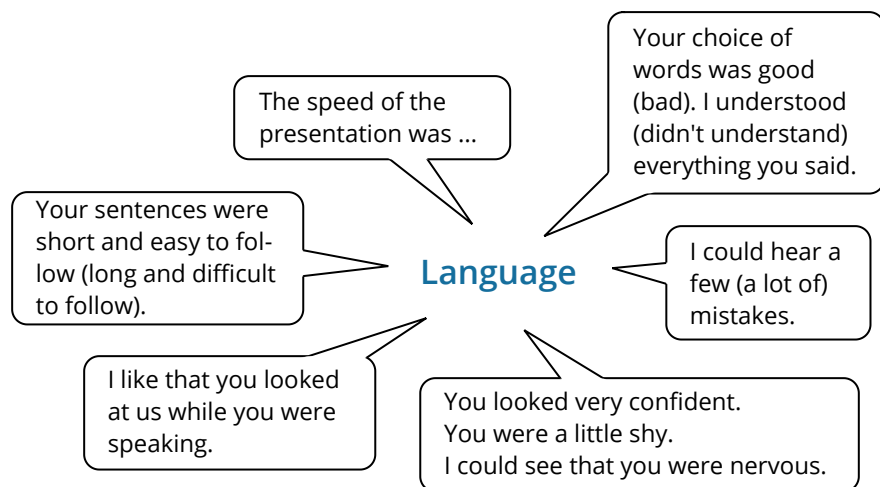 Your choice of
words was good
(bad). I understood
(didn't understand)
everything you said.
The speed of the
presentation was ...
Your sentences were
short and easy to fol-
low (long and difficult
to follow).
Language
I could hear a
few (a lot of)
mistakes.
I like that you looked
at us while you were
speaking.
You looked very confident.
You were a little shy.
I could see that you were nervous.